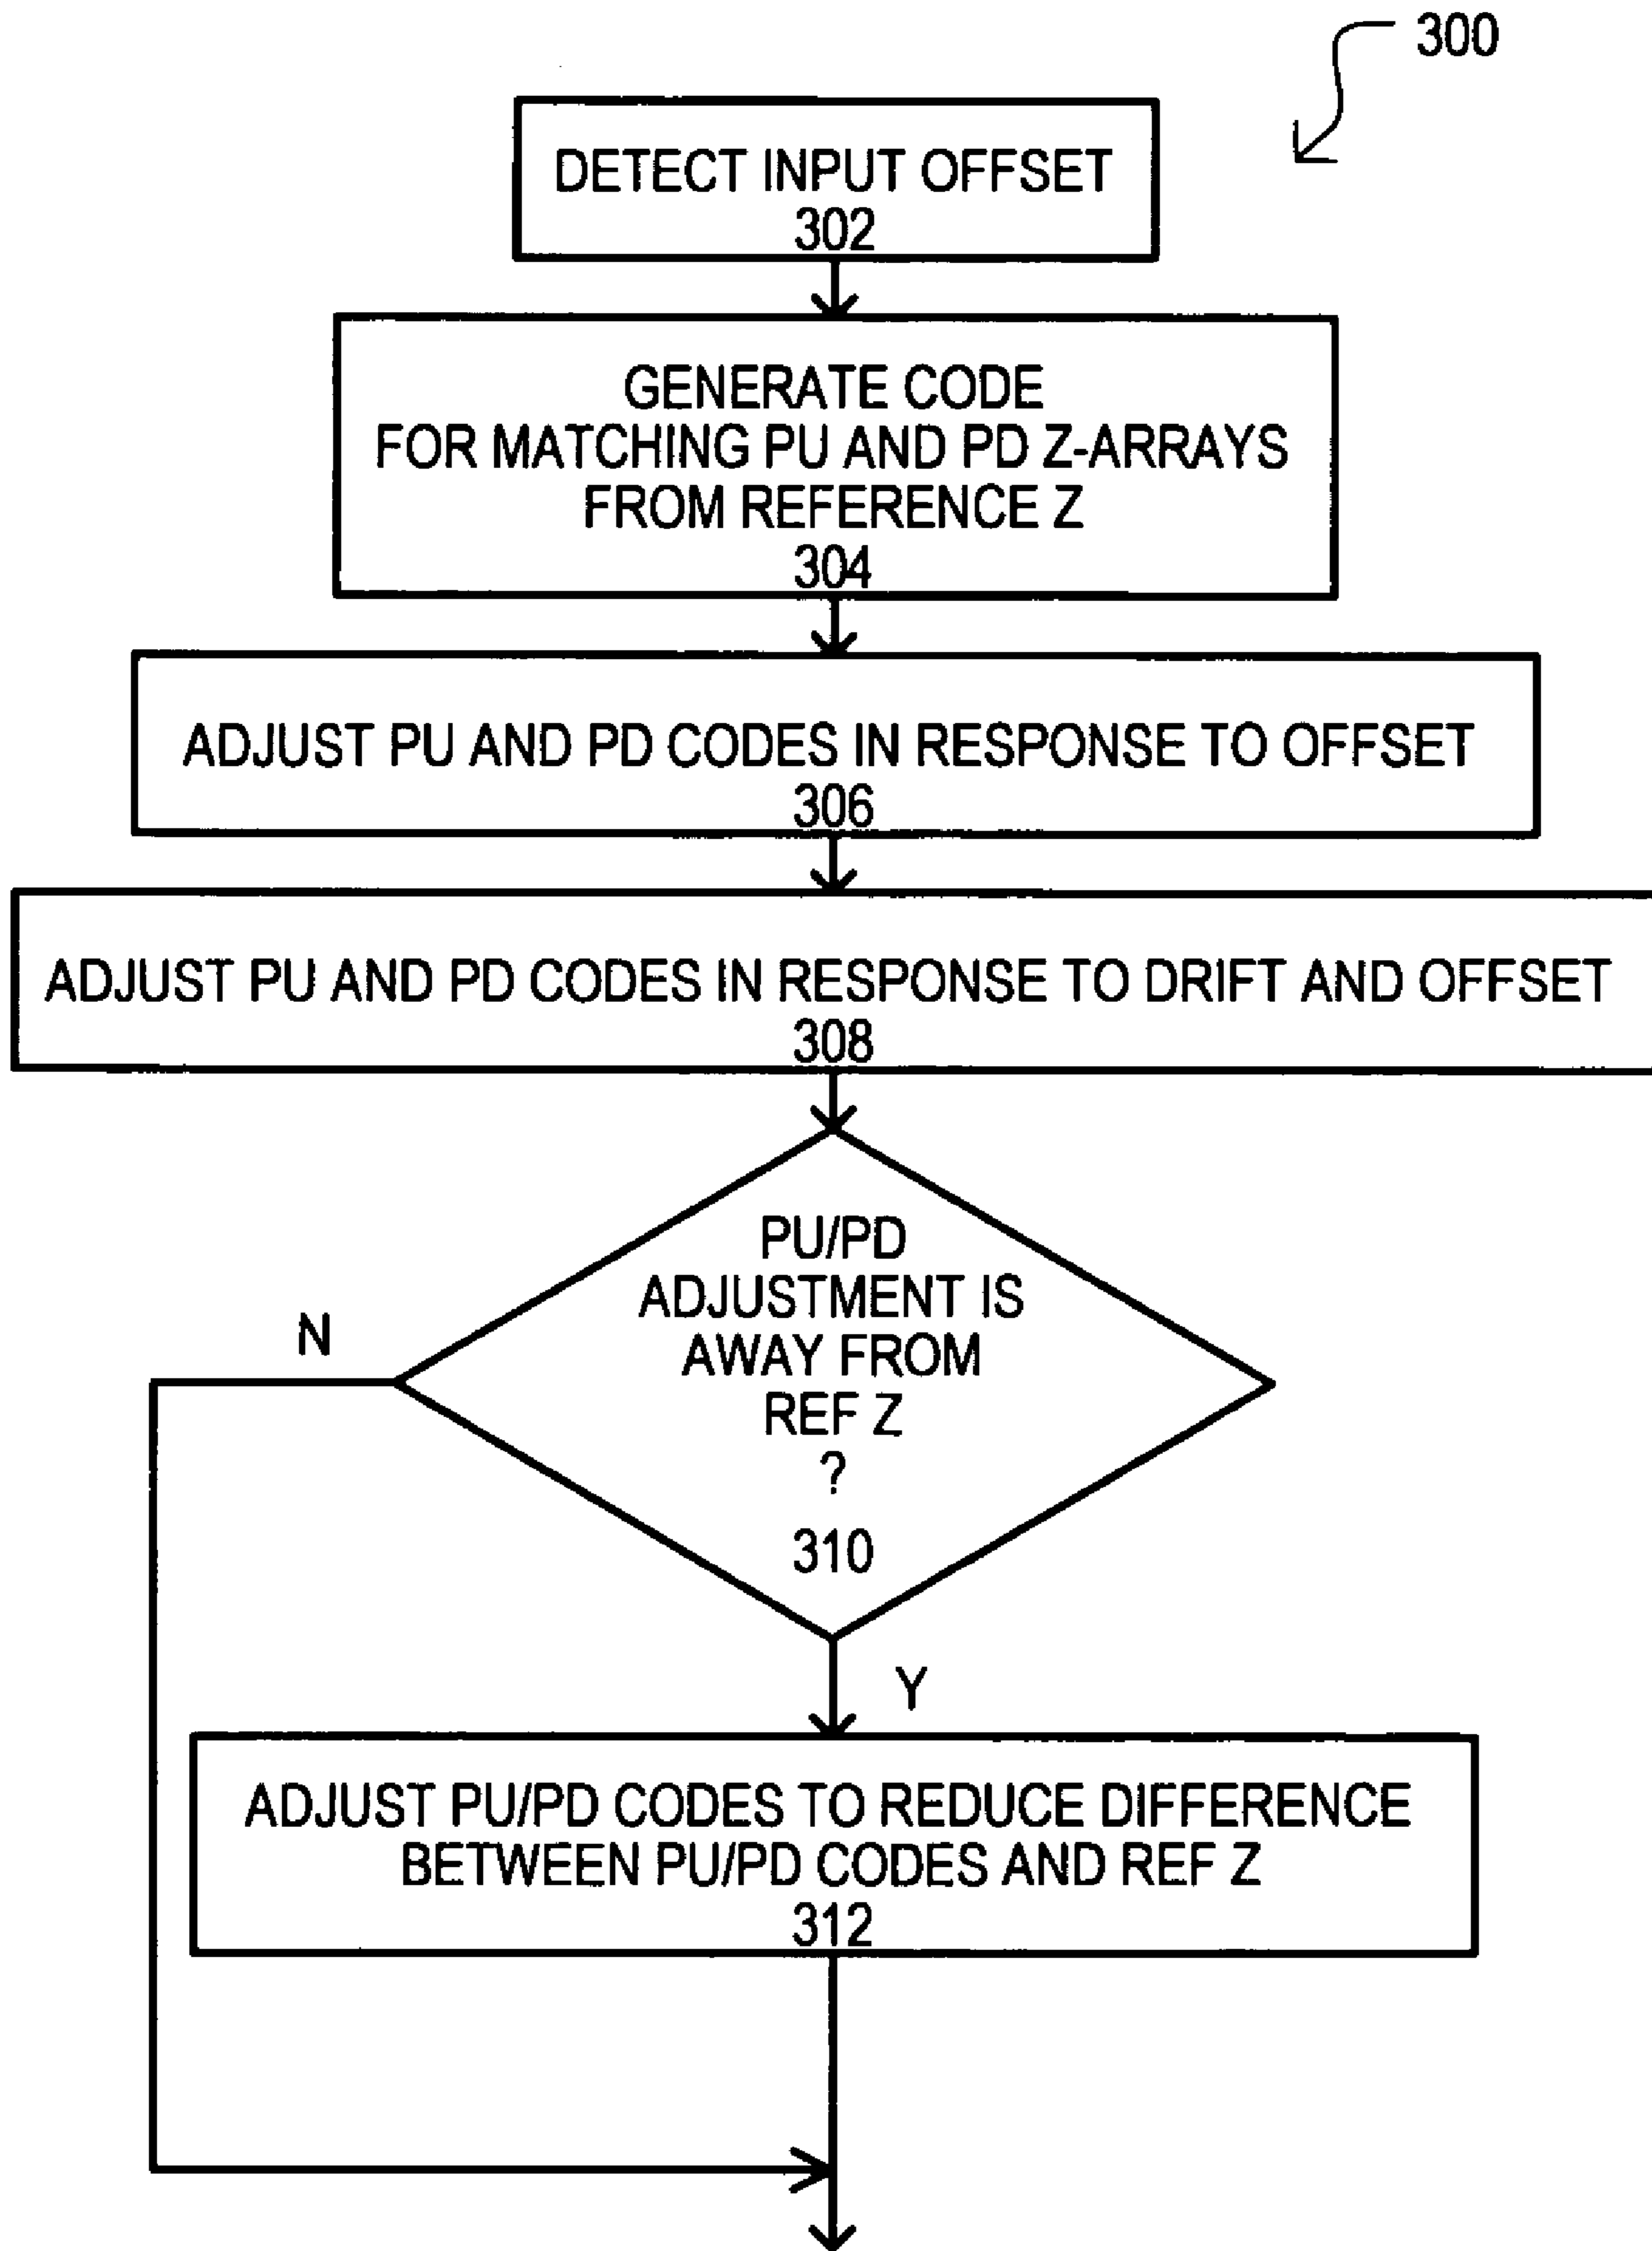 300
DETECT INPUT OFFSET
302
GENERATE CODE
FOR MATCHING PU AND PD Z-ARRAYS
FROM REFERENCE Z
304
ADJUST PU AND PD CODES IN RESPONSE TO OFFSET
306
ADJUST PU AND PD CODES IN RESPONSE TO DRIFT AND OFFSET
308
PU/PD
ADJUSTMENT IS
AWAY FROM
REF Z
?
310
N
Y
ADJUST PU/PD CODES TO REDUCE DIFFERENCE
BETWEEN PU/PD CODES AND REF Z
312